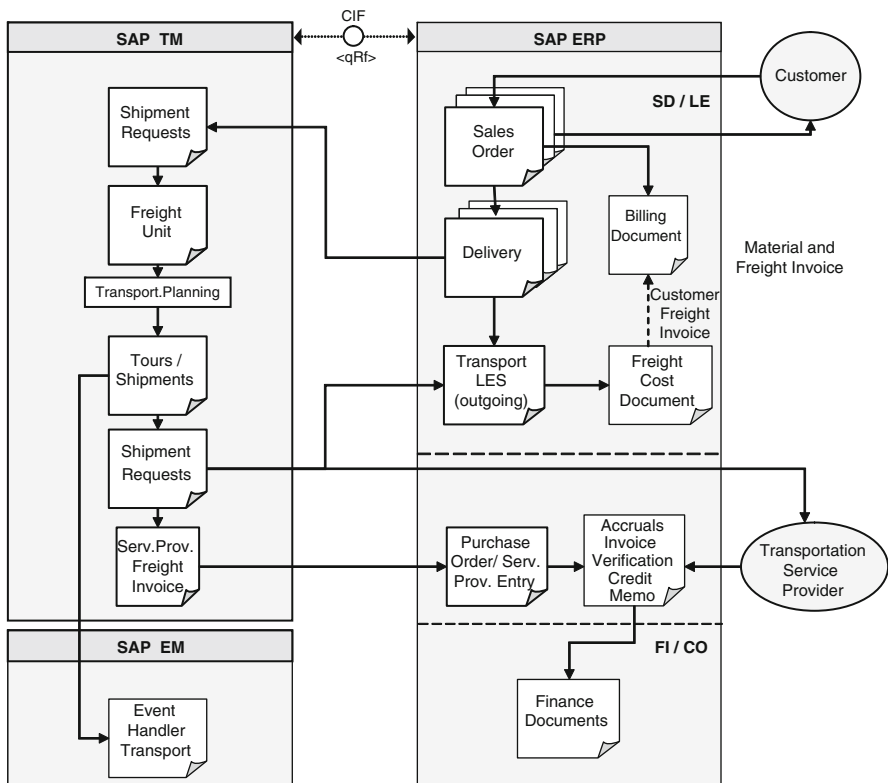 CIF
<qRf>
SAP TM
SAP ERP
Customer
SD / LE
Shipment
Requests
Sales
Order
Freight
Unit
Billing
Document
Delivery
Material and
Freight Invoice
Transport.Planning
Customer
Freight
Invoice
Tours /
Shipments
Transport
LES
(outgoing)
Freight
Cost
Document
Shipment
Requests
Serv.Prov.
Freight
Invoice
Purchase
Order/ Serv.
Prov. Entry
Accruals
Invoice
Verification
Credit
Memo
Transportation
Service
Provider
SAP EM
FI / CO
Event
Handler
Transport
Finance
Documents